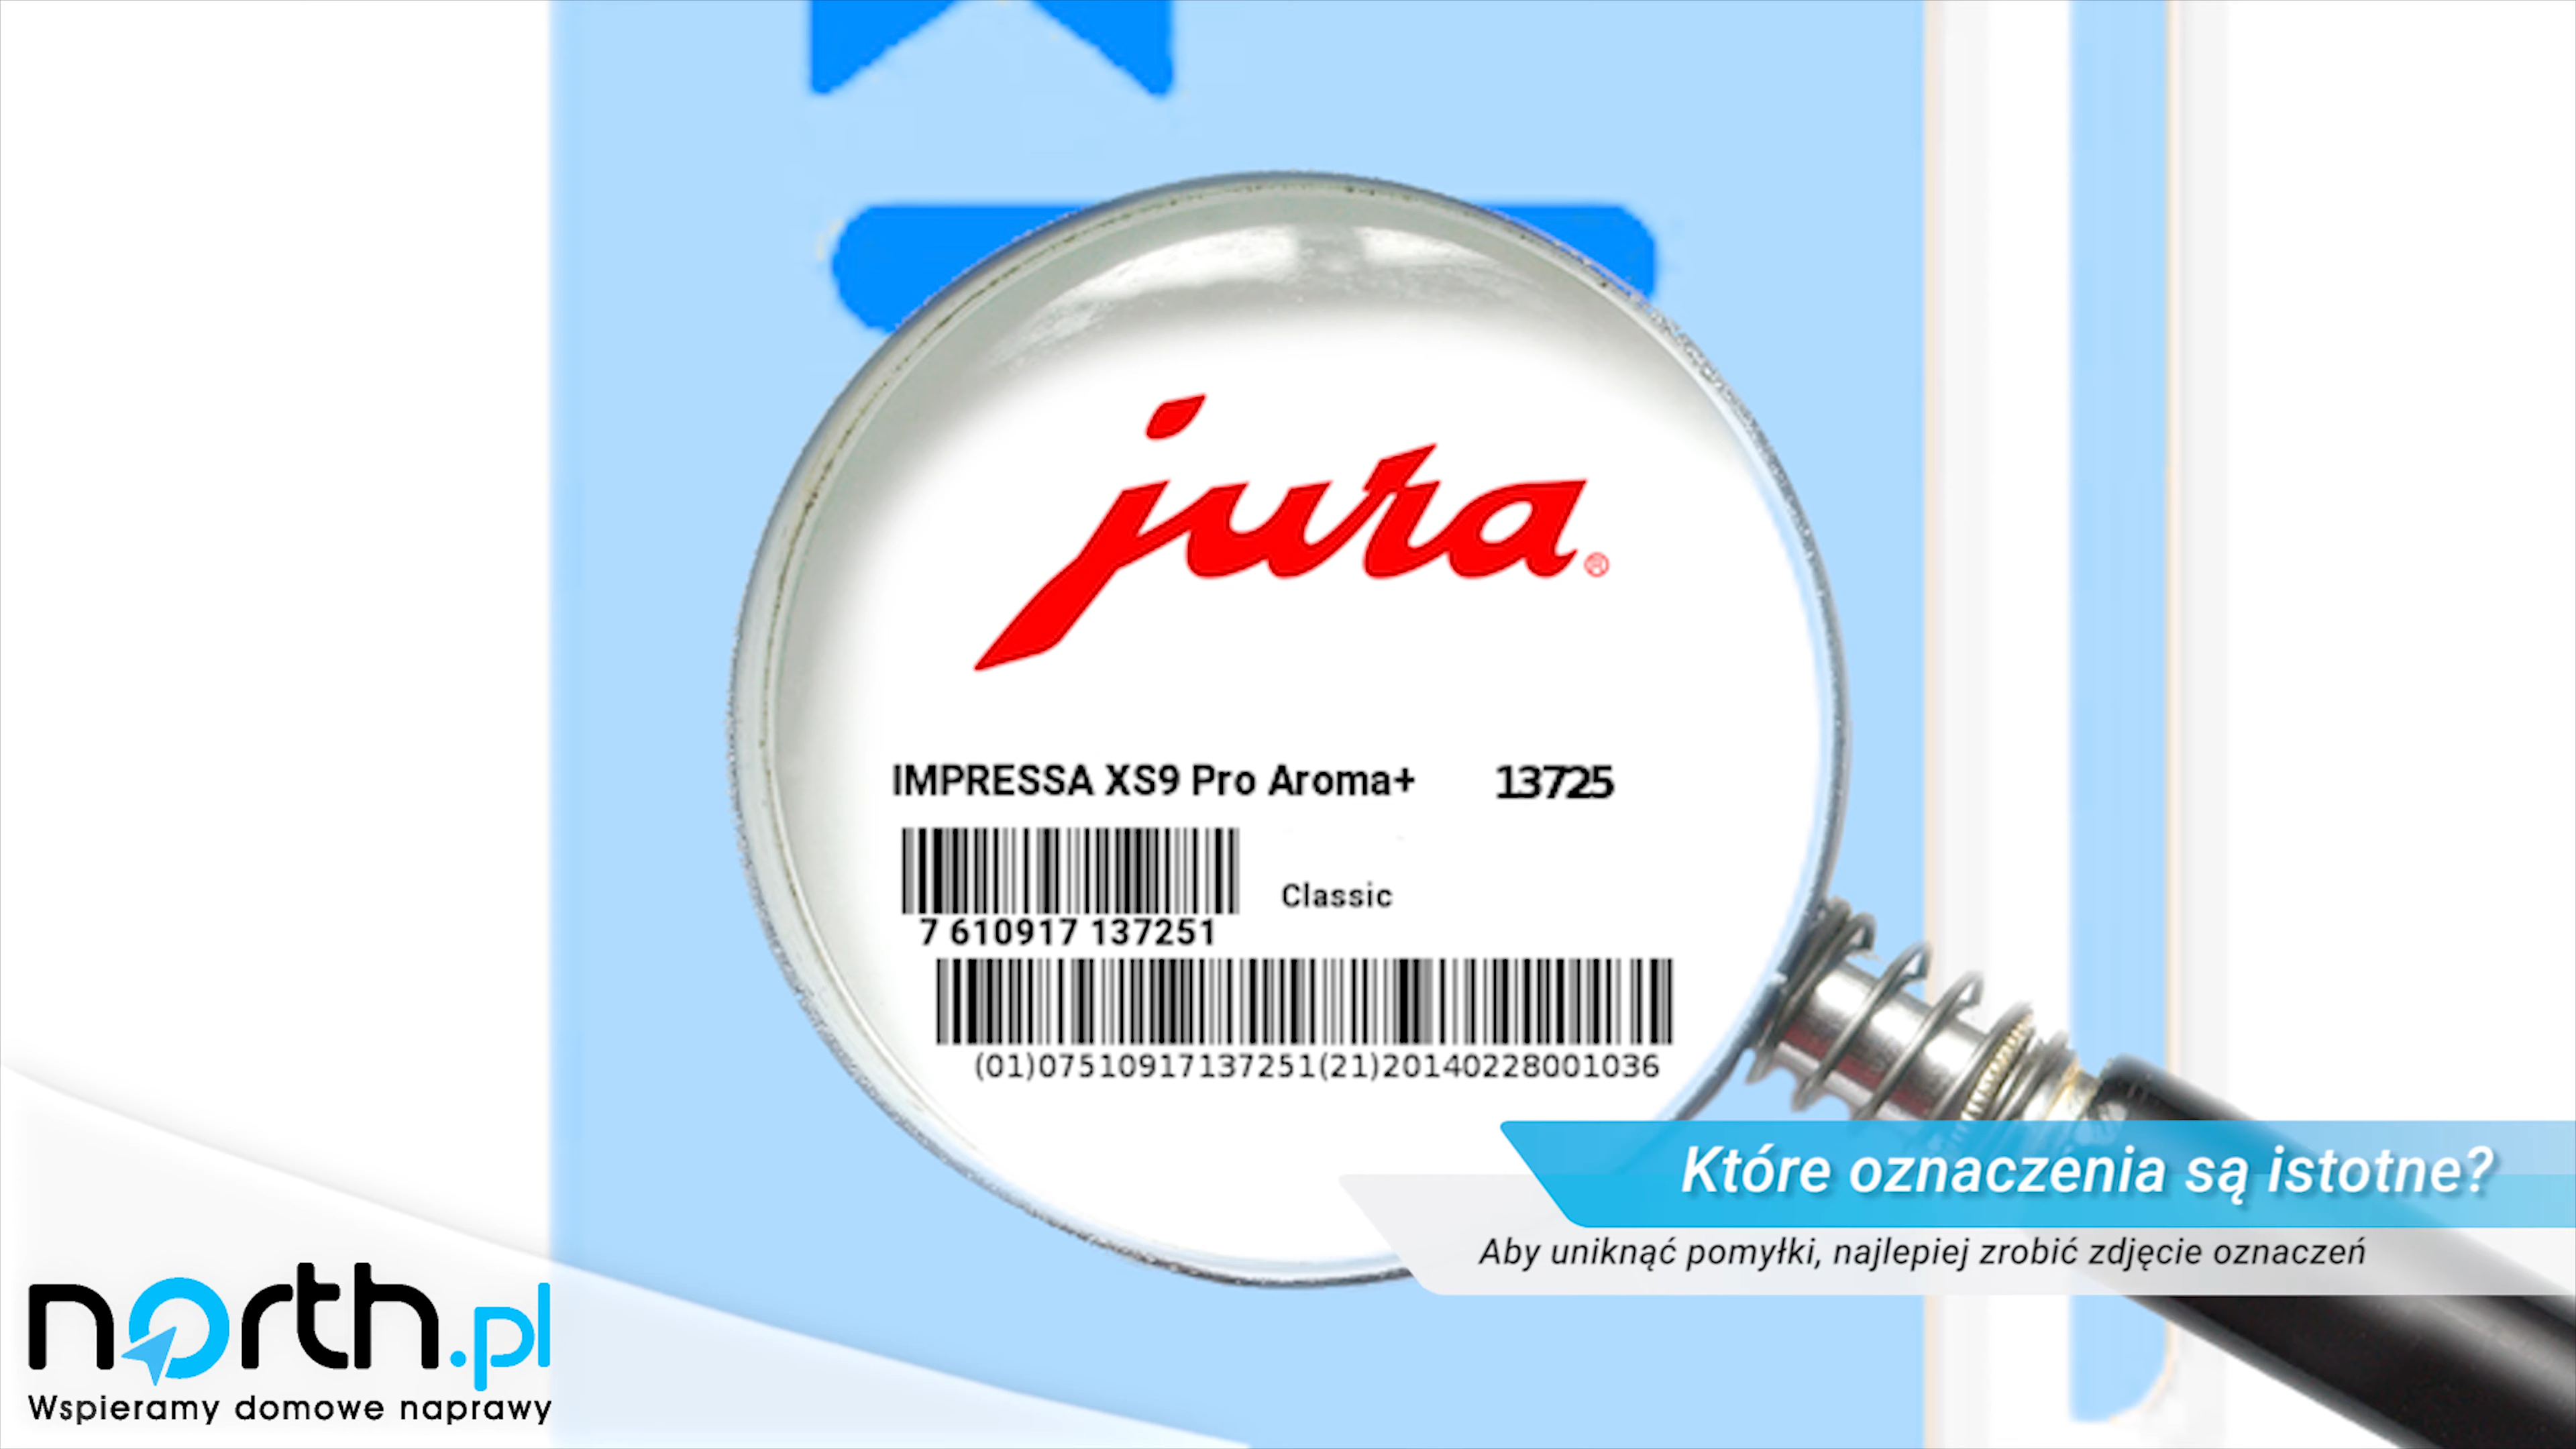 jura®
IMPRESSA XS9 Pro Aroma+ 13725
Classic
7 610917 137251
(01)07510917137251(21)20140228001036
Które oznaczenia są istotne?
Aby uniknąć pomyłki, najlepiej zrobić zdjęcie oznaczeń
north.pl
Wspieramy domowe naprawy